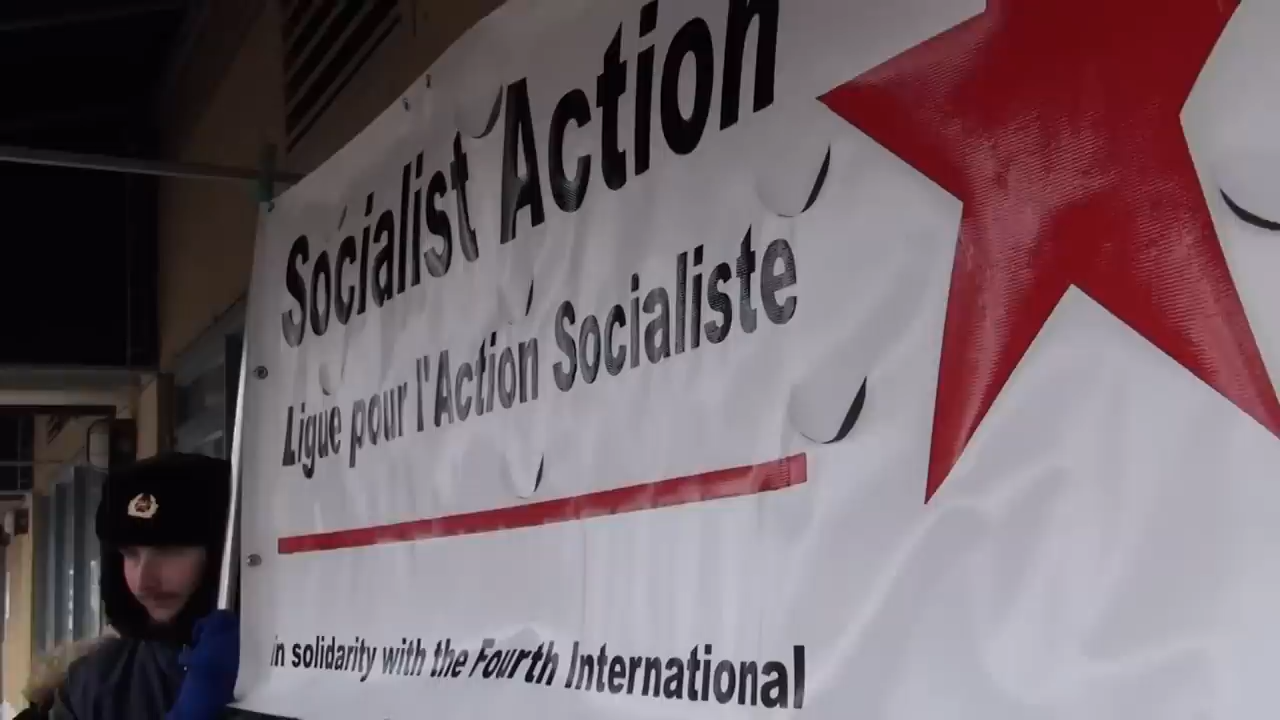 Socialist Action
Ligue pour l'Action Socialiste
in solidarity with the Fourth International